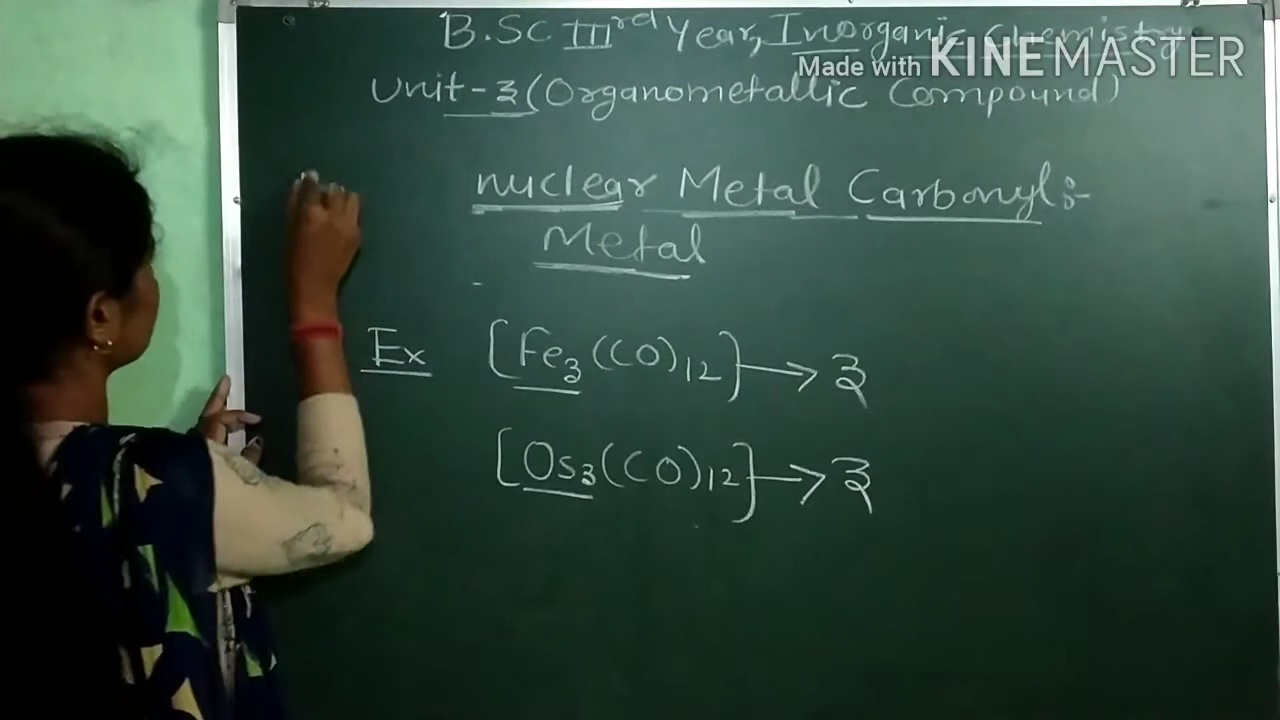 B.SC IIIrd Year, Inorganic Chemistry
Made with KINEMASTER
Unit-3 (Organometallic Compound)
nuclear Metal Carbonyl:-
Metal
Ex [Fe3(CO)12] → 3
[Os3(CO)12] → 3